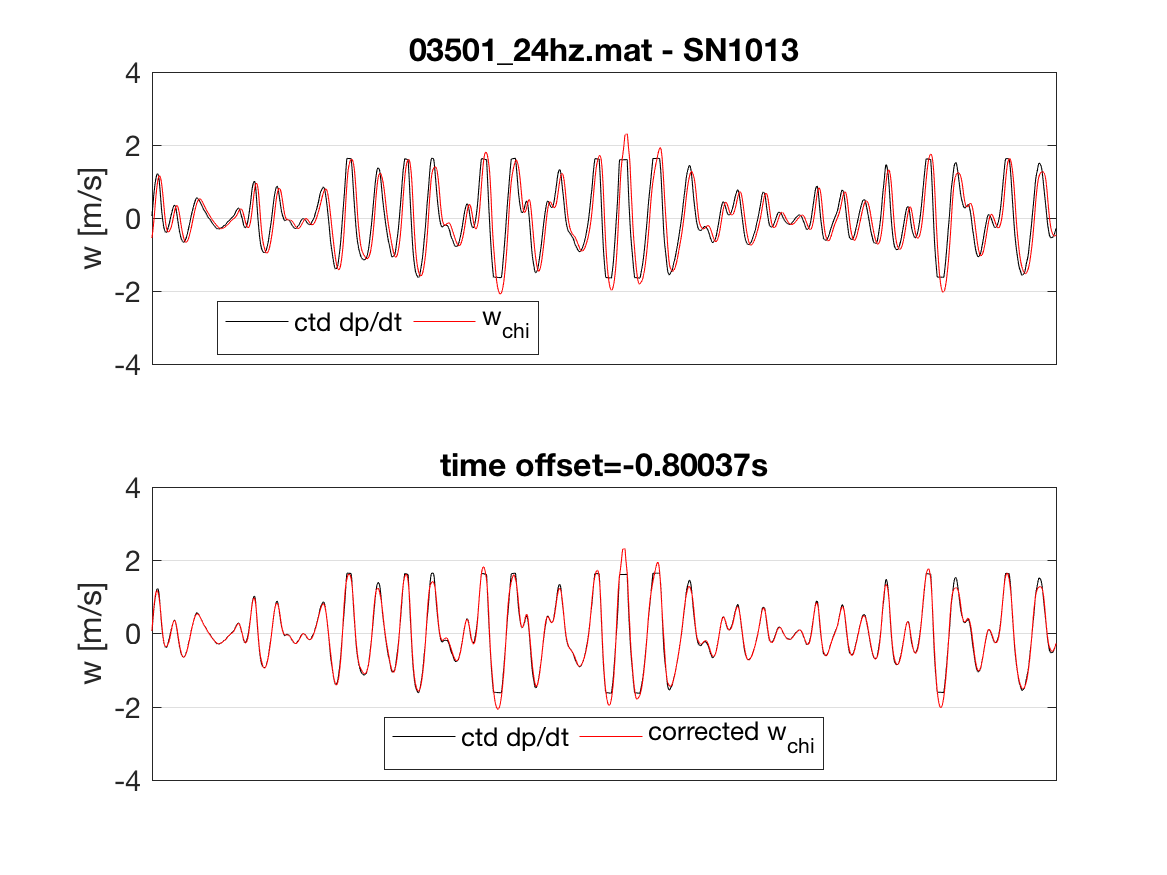 03501_24hz.mat - SN1013
4
2
0
-2
-4
w [m/s]
ctd dp/dt w_chi
time offset=-0.80037s
4
2
0
-2
-4
w [m/s]
ctd dp/dt corrected w_chi